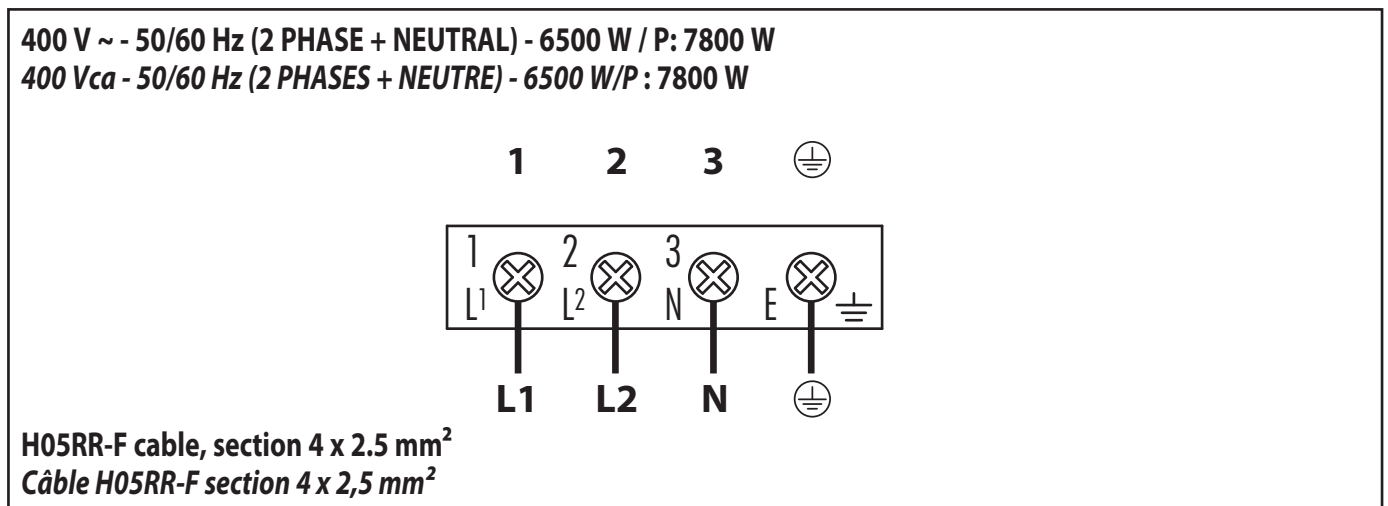 400 V ~ - 50/60 Hz (2 PHASE + NEUTRAL) - 6500 W / P: 7800 W
400 Vca - 50/60 Hz (2 PHASES + NEUTRE) - 6500 W/P : 7800 W
1 2 3
1 2 3
L1 L2 N E
L1 L2 N
H05RR-F cable, section 4 x 2.5 mm²
Câble H05RR-F section 4 x 2,5 mm²